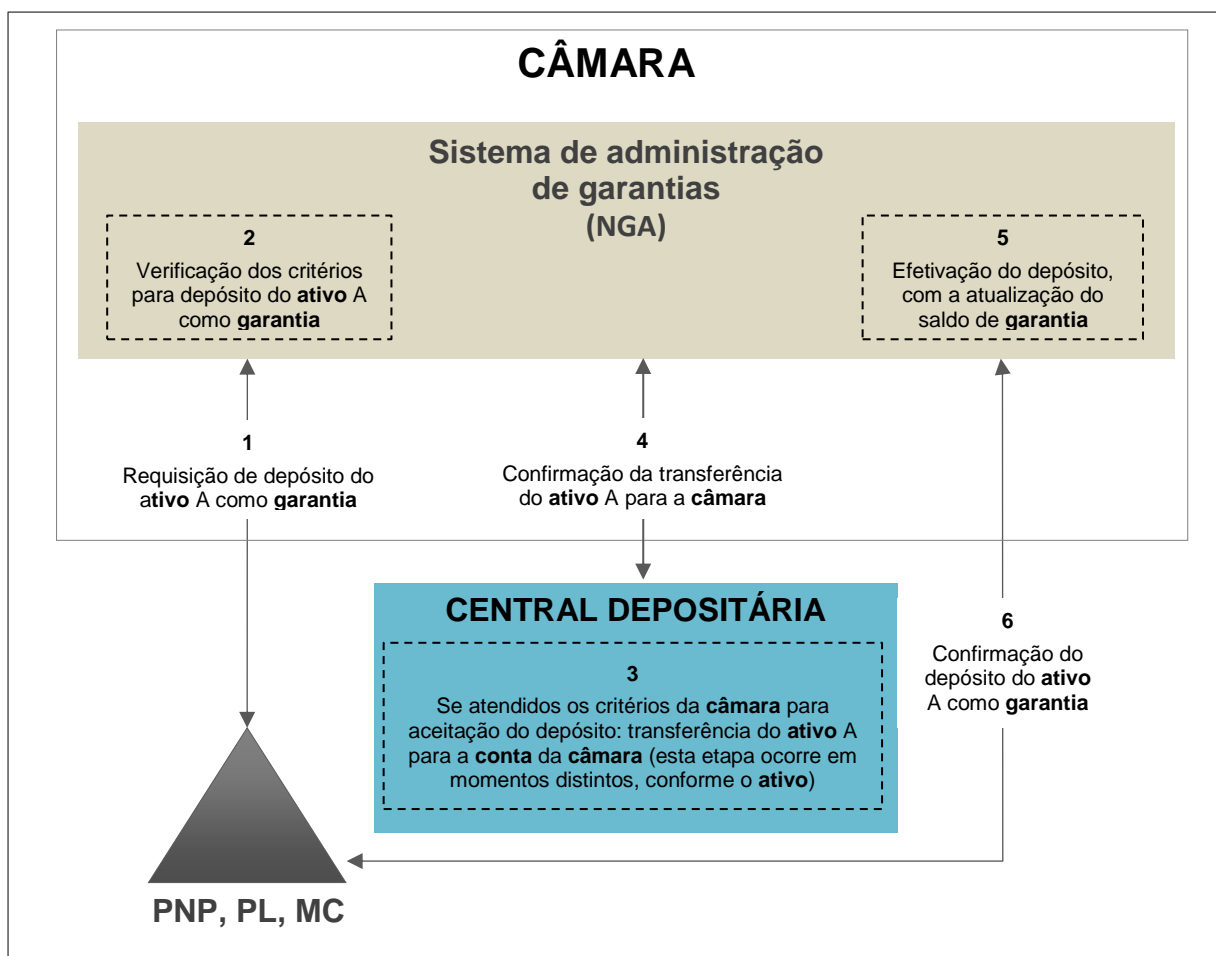 CÂMARA
Sistema de administração
de garantias
(NGA)
2
Verificação dos critérios
para depósito do ativo A
como garantia
5
Efetivação do depósito,
com a atualização do
saldo de garantia
1
Requisição de depósito do
ativo A como garantia
4
Confirmação da transferência
do ativo A para a câmara
CENTRAL DEPOSITÁRIA
3
Se atendidos os critérios da câmara para
aceitação do depósito: transferência do ativo A
para a conta da câmara (esta etapa ocorre em
momentos distintos, conforme o ativo)
6
Confirmação do
depósito do ativo
A como garantia
PNP, PL, MC